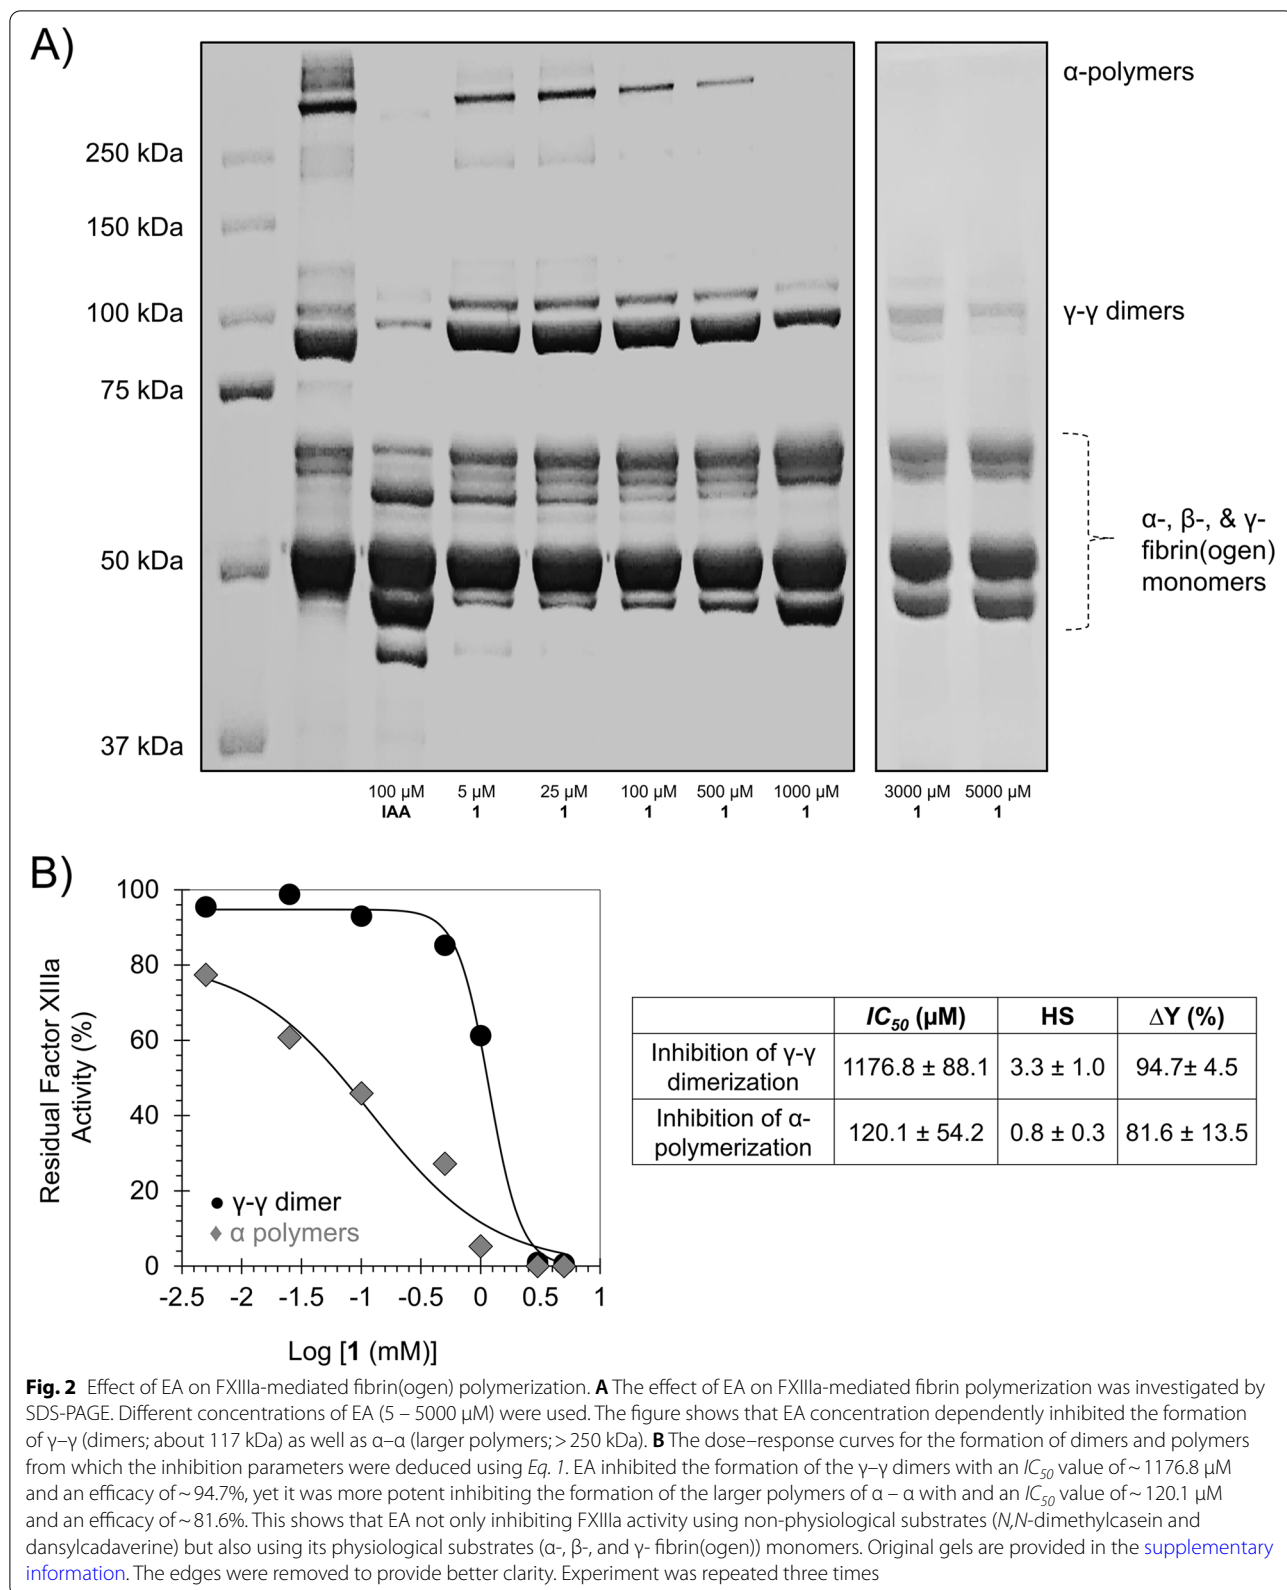 A)
α-polymers
250 kDa
150 kDa
100 kDa
γ-γ dimers
75 kDa
α-, β-, & γ-
fibrin(ogen)
monomers
50 kDa
37 kDa
100 µM 5 µM 25 µM 100 µM 500 µM 1000 µM 3000 µM 5000 µM
IAA 1 1 1 1 1 1 1
B)
100
80
60
40
20
0
Residual Factor XIIIa
Activity (%)
γ-γ dimer
α polymers
-2.5 -2 -1.5 -1 -0.5 0 0.5 1
Log [1 (mM)]
IC50 (µM) HS ΔY (%)
Inhibition of γ-γ
dimerization 1176.8 ± 88.1 3.3 ± 1.0 94.7± 4.5
Inhibition of α-
polymerization 120.1 ± 54.2 0.8 ± 0.3 81.6 ± 13.5
Fig. 2 Effect of EA on FXIIIa-mediated fibrin(ogen) polymerization. A The effect of EA on FXIIIa-mediated fibrin polymerization was investigated by
SDS-PAGE. Different concentrations of EA (5 – 5000 µM) were used. The figure shows that EA concentration dependently inhibited the formation
of γ–γ (dimers; about 117 kDa) as well as α–α (larger polymers; > 250 kDa). B The dose–response curves for the formation of dimers and polymers
from which the inhibition parameters were deduced using Eq. 1. EA inhibited the formation of the γ–γ dimers with an IC50 value of ~ 1176.8 µM
and an efficacy of ~ 94.7%, yet it was more potent inhibiting the formation of the larger polymers of α – α with and an IC50 value of ~ 120.1 µM
and an efficacy of ~ 81.6%. This shows that EA not only inhibiting FXIIIa activity using non-physiological substrates (N,N-dimethylcasein and
dansylcadaverine) but also using its physiological substrates (α-, β-, and γ- fibrin(ogen)) monomers. Original gels are provided in the supplementary
information. The edges were removed to provide better clarity. Experiment was repeated three times